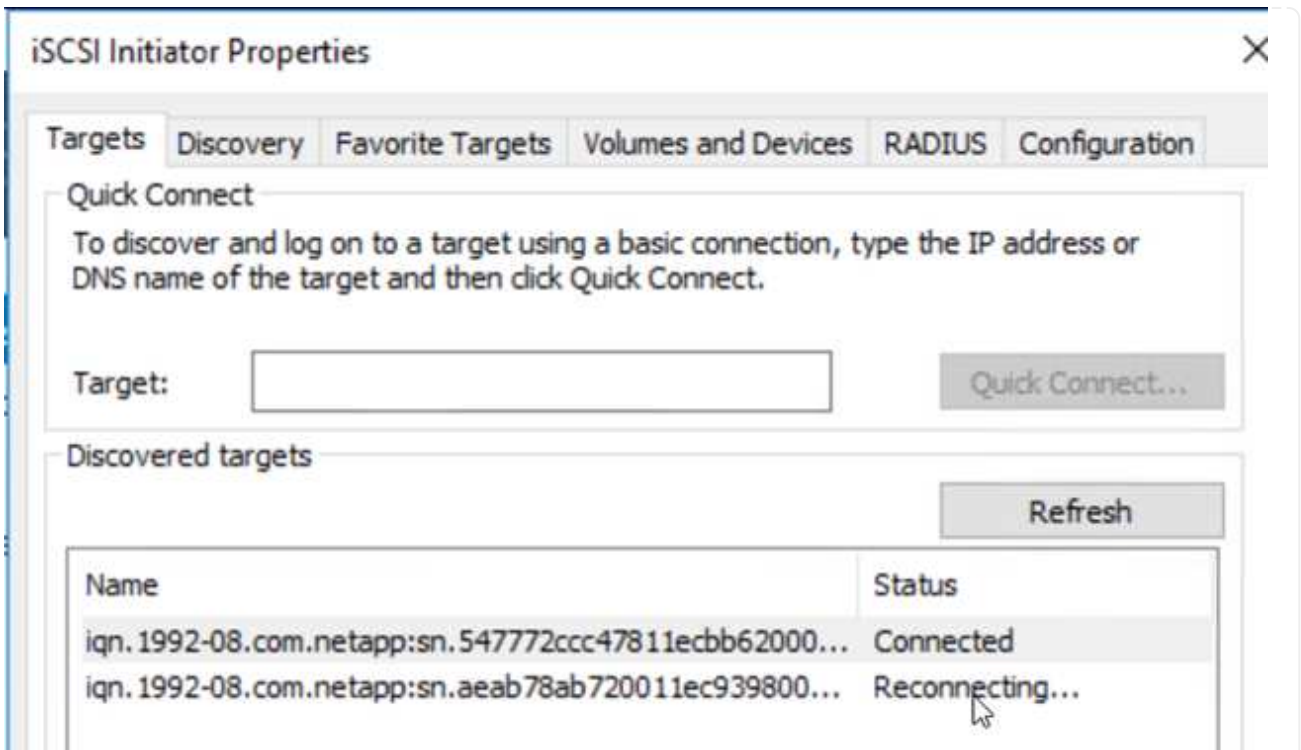 iSCSI Initiator Properties
Targets Discovery Favorite Targets Volumes and Devices RADIUS Configuration
Quick Connect
To discover and log on to a target using a basic connection, type the IP address or
DNS name of the target and then click Quick Connect.
Target:
Quick Connect...
Discovered targets
Refresh
Name Status
iqn.1992-08.com.netapp:sn.547772ccc47811ecbb62000... Connected
iqn.1992-08.com.netapp:sn.aeab78ab720011ec939800... Reconnecting...